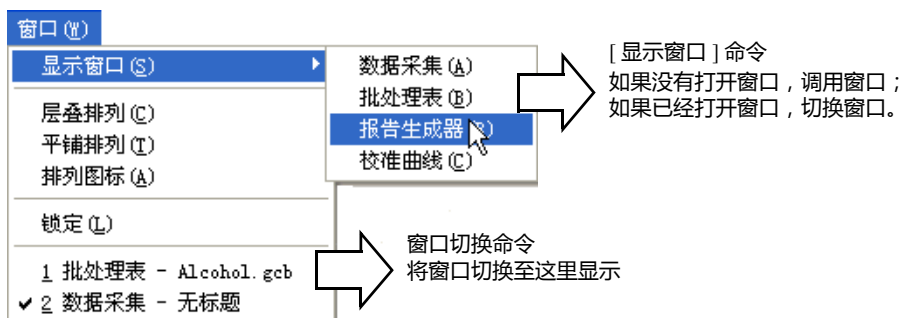 窗口(W)
显示窗口(S)
层叠排列(C)
平铺排列(T)
排列图标(A)
锁定(L)
1 批处理表 - Alcohol.gcb
2 数据采集 - 无标题
数据采集(A)
批处理表(B)
报告生成器(R)
校准曲线(C)
[ 显示窗口 ] 命令
如果没有打开窗口，调用窗口；
如果已经打开窗口，切换窗口。
窗口切换命令
将窗口切换至这里显示